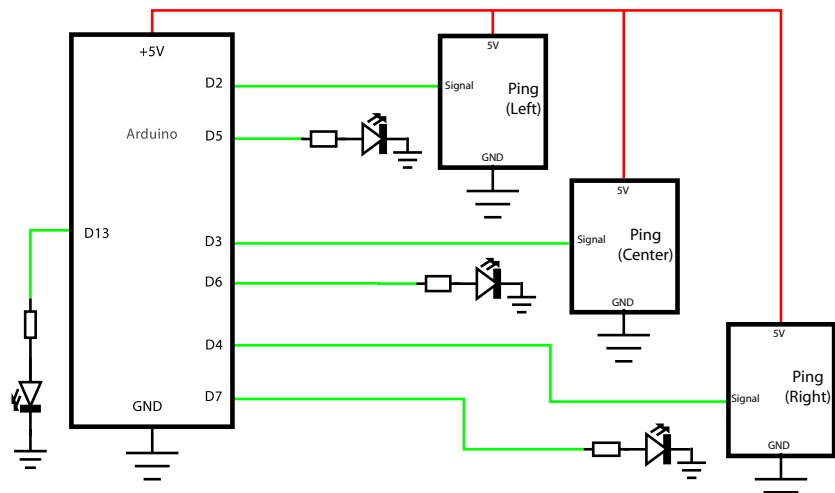 +5V
Arduino
D2
D5
D13
D3
D6
D4
D7
GND
5V
Signal
Ping
(Left)
GND
5V
Signal
Ping
(Center)
GND
5V
Signal
Ping
(Right)
GND